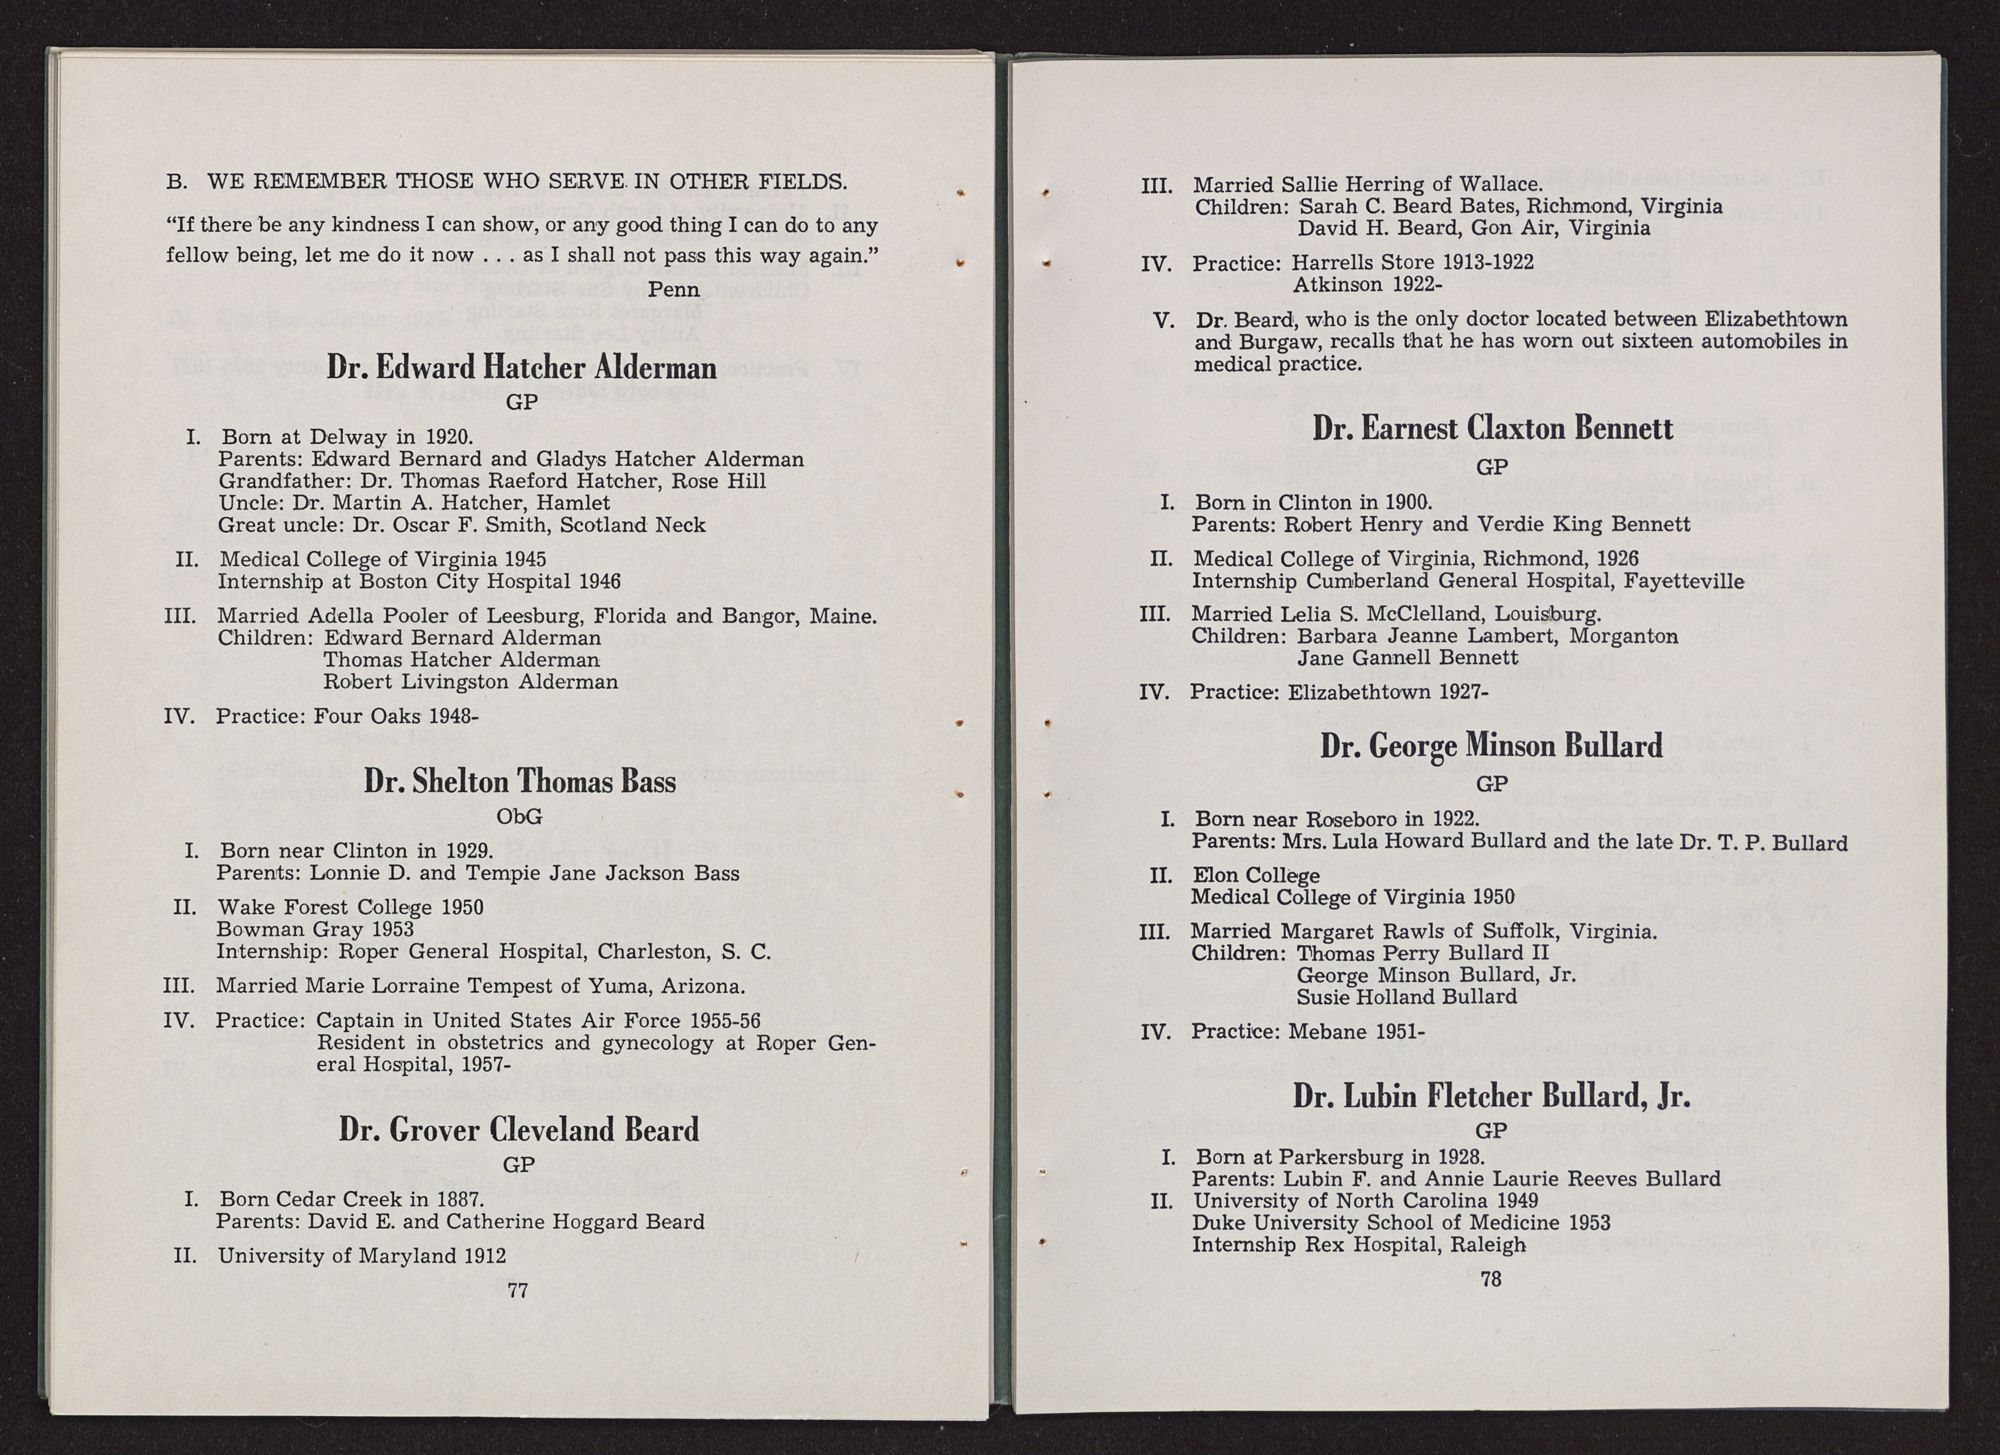 B. WE REMEMBER THOSE WHO SERVE IN OTHER FIELDS.
“If there be any kindness I can show, or any good thing I can do to any
fellow being, let me do it now . . . as I shall not pass this way again.”
Penn
Dr. Edward Hatcher Alderman
GP
I. Born at Delway in 1920.
Parents: Edward Bernard and Gladys Hatcher Alderman
Grandfather: Dr. Thomas Raeford Hatcher, Rose Hill
Uncle: Dr. Martin A. Hatcher, Hamlet
Great uncle: Dr. Oscar F. Smith, Scotland Neck
II. Medical College of Virginia 1945
Internship at Boston City Hospital 1946
III. Married Adella Pooler of Leesburg, Florida and Bangor, Maine.
Children: Edward Bernard Alderman
Thomas Hatcher Alderman
Robert Livingston Alderman
IV. Practice: Four Oaks 1948-
Dr. Shelton Thomas Bass
ObG
I. Born near Clinton in 1929.
Parents: Lonnie D. and Tempie Jane Jackson Bass
II. Wake Forest College 1950
Bowman Gray 1953
Internship: Roper General Hospital, Charleston, S. C.
III. Married Marie Lorraine Tempest of Yuma, Arizona.
IV. Practice: Captain in United States Air Force 1955-56
Resident in obstetrics and gynecology at Roper Gen-
eral Hospital, 1957-
Dr. Grover Cleveland Beard
GP
I. Born Cedar Creek in 1887.
Parents: David E. and Catherine Hoggard Beard
II. University of Maryland 1912
77
III. Married Sallie Herring of Wallace.
Children: Sarah C. Beard Bates, Richmond, Virginia
David H. Beard, Gon Air, Virginia
IV. Practice: Harrells Store 1913-1922
Atkinson 1922-
V. Dr. Beard, who is the only doctor located between Elizabethtown
and Burgaw, recalls that he has worn out sixteen automobiles in
medical practice.
Dr. Earnest Claxton Bennett
GP
I. Born in Clinton in 1900.
Parents: Robert Henry and Verdie King Bennett
II. Medical College of Virginia, Richmond, 1926
Internship Cumberland General Hospital, Fayetteville
III. Married Lelia S. McClelland, Louisburg.
Children: Barbara Jeanne Lambert, Morganton
Jane Gannell Bennett
IV. Practice: Elizabethtown 1927-
Dr. George Minson Bullard
GP
I. Born near Roseboro in 1922.
Parents: Mrs. Lula Howard Bullard and the late Dr. T. P. Bullard
II. Elon College
Medical College of Virginia 1950
III. Married Margaret Rawls of Suffolk, Virginia.
Children: Thomas Perry Bullard II
George Minson Bullard, Jr.
Susie Holland Bullard
IV. Practice: Mebane 1951-
Dr. Lubin Fletcher Bullard, Jr.
GP
I. Born at Parkersburg in 1928.
Parents: Lubin F. and Annie Laurie Reeves Bullard
II. University of North Carolina 1949
Duke University School of Medicine 1953
Internship Rex Hospital, Raleigh
78